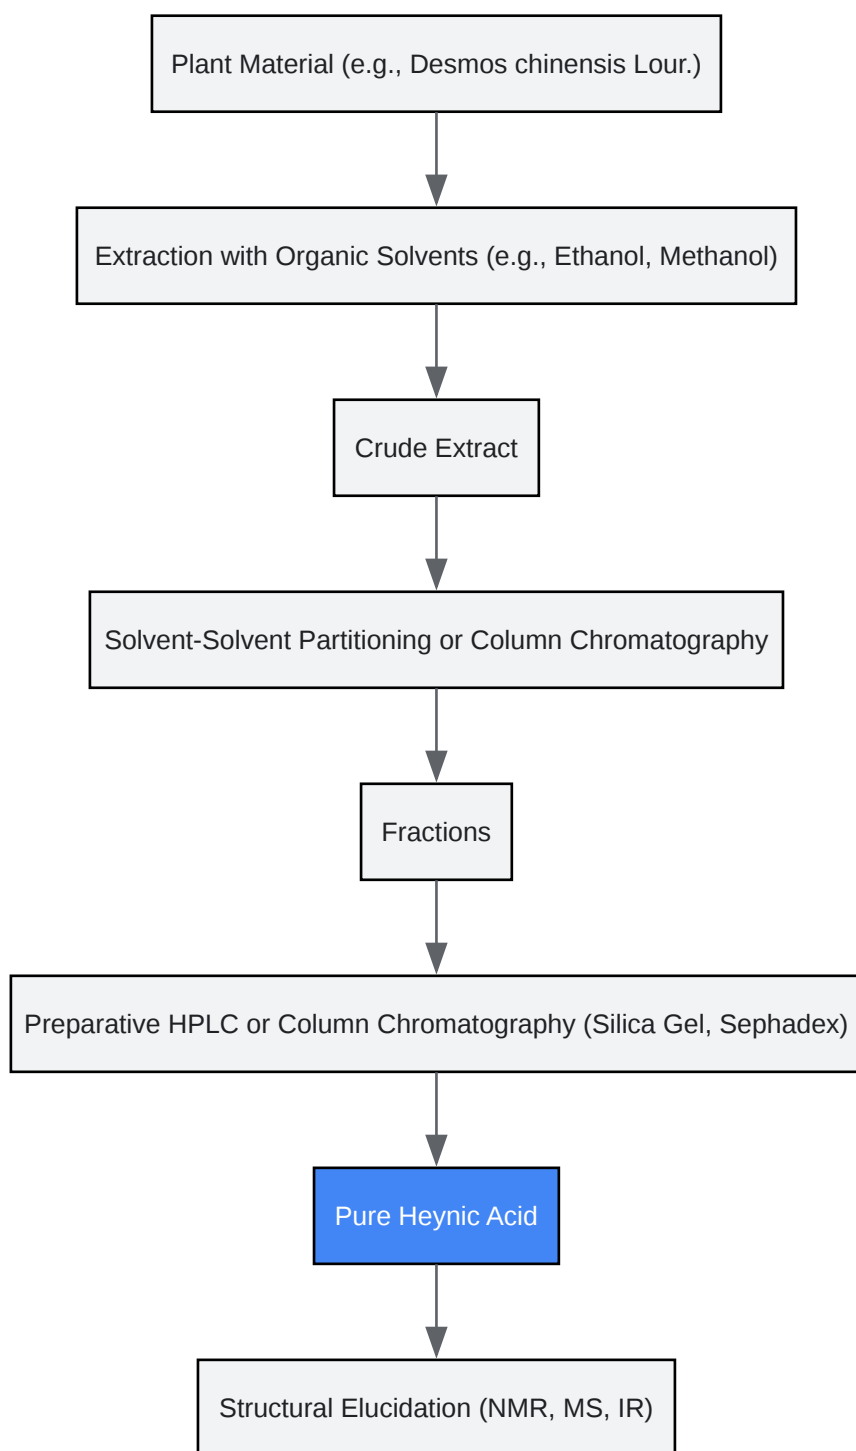 Plant Material (e.g., Desmos chinensis Lour.)
Extraction with Organic Solvents (e.g., Ethanol, Methanol)
Crude Extract
Solvent-Solvent Partitioning or Column Chromatography
Fractions
Preparative HPLC or Column Chromatography (Silica Gel, Sephadex)
Pure Heynic Acid
Structural Elucidation (NMR, MS, IR)